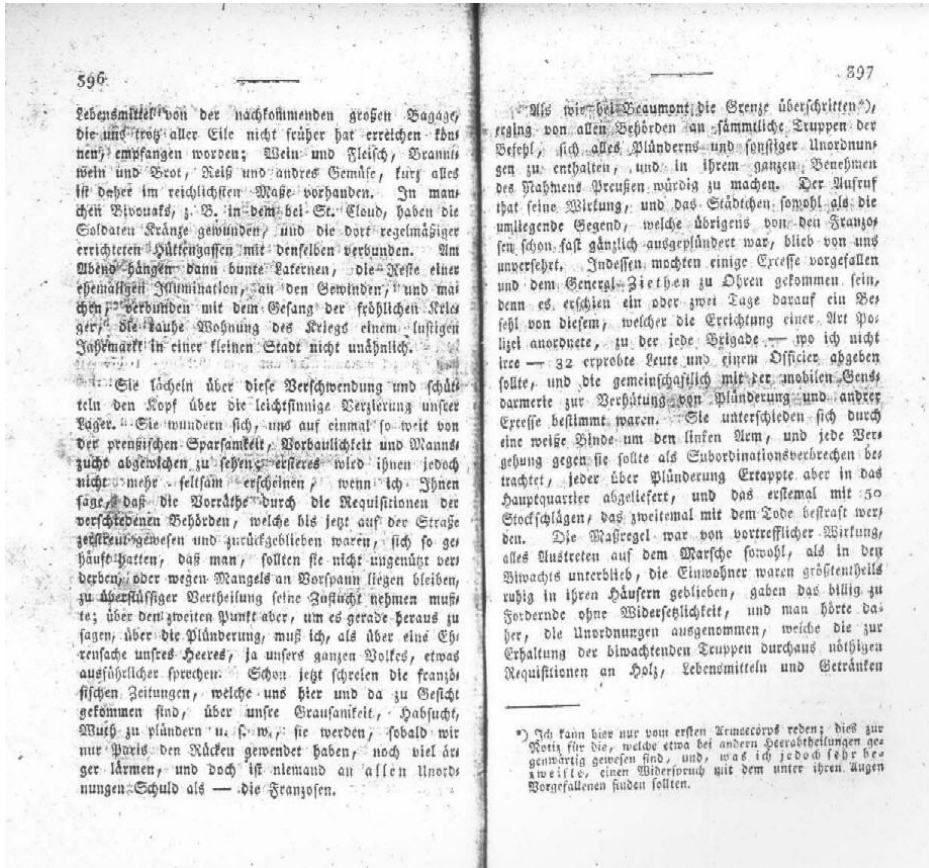 396
Lebensmittel von der nachkommenden großen Bagage,
die uns trotz aller Eile nicht früher hat erreichen kön-
nen, empfangen worden; Wein und Fleisch, Brannt-
wein und Brot, Reiß und andres Gemüse, kurz alles
ist daher im reichlichsten Maße vorhanden. In man-
chen Bivouaks, z. B. in dem bei St. Cloud, haben die
Soldaten Kränze gewunden, und die dort regelmäßiger
errichteten Hüttengassen mit denselben verbunden. Am
Abend hängen dann bunte Laternen, die Reste einer
ehemaligen Illumination, an den Gewinden, und ma-
chen, verbunden mit dem Gesang der fröhlichen Krie-
ger, die rauhe Wohnung des Kriegs einem lustigen
Jahrmarkt in einer kleinen Stadt nicht unähnlich.
Sie lächeln über diese Verschwendung und schüt-
teln den Kopf über die leichtsinnige Verzierung unsrer
Lager. Sie wundern sich, uns auf einmal so weit von
der preußischen Sparsamkeit, Vorbaulichkeit und Manns-
zucht abgewichen zu sehen; ersteres wird ihnen jedoch
nicht mehr seltsam erscheinen, wenn ich Ihnen
sage, daß die Vorräthe durch die Requisitionen der
verschiedenen Behörden, welche bis jetzt auf der Straße
zerstreut gewesen und zurückgeblieben waren, sich so ge-
häuft hatten, daß man, sollten sie nicht ungenützt ver-
derben, oder wegen Mangels an Vorspann liegen bleiben,
zu überflüssiger Vertheilung seine Zuflucht nehmen muß-
te; über den zweiten Punkt aber, um es gerade heraus zu
sagen, über die Plünderung, muß ich, als über eine Eh-
rensache unsres Heeres, ja unsers ganzen Volkes, etwas
ausführlicher sprechen. Schon jetzt schreien die franzö-
sischen Zeitungen, welche uns hier und da zu Gesicht
gekommen sind, über unsre Grausamkeit, Habsucht,
Muth zu plündern u. s. w., sie werden, sobald wir
nur Paris den Rücken gewendet haben, noch viel är-
ger lärmen, und doch ist niemand an allen Unord-
nungen Schuld als — die Franzosen.
397
Als wir bei Beaumont die Grenze überschritten*),
erging von allen Behörden an sämmtliche Truppen der
Befehl, sich alles Plünderns und sonstiger Unordnun-
gen zu enthalten, und in ihrem ganzen Benehmen
des Nahmens Preußen würdig zu machen. Der Aufruf
that seine Wirkung, und das Städtchen sowohl als die
umliegende Gegend, welche übrigens von den Franzo-
sen schon fast gänzlich ausgeplündert war, blieb von uns
unversehrt. Indessen mochten einige Excesse vorgefallen
und dem General Ziethen zu Ohren gekommen sein,
denn es erschien ein oder zwei Tage darauf ein Be-
fehl von diesem, welcher die Errichtung einer Art Po-
lizei anordnete, zu der jede Brigade — wo ich nicht
irre — 32 erprobte Leute und einem Officier abgeben
sollte, und die gemeinschaftlich mit der mobilen Gens-
darmerie zur Verhütung von Plünderung und andrer
Excesse bestimmt waren. Sie unterschieden sich durch
eine weiße Binde um den linken Arm, und jede Ver-
gehung gegen sie sollte als Subordinationsverbrechen be-
trachtet, jeder über Plünderung Ertappte aber in das
Hauptquartier abgeliefert, und das erstemal mit 50
Stockschlägen, das zweitemal mit dem Tode bestraft wer-
den. Die Maßregel war von vortrefflicher Wirkung,
alles Austreten auf dem Marsche sowohl, als in den
Biwachts unterblieb, die Einwohner waren größtentheils
ruhig in ihren Häusern geblieben, gaben das billig zu
Fordernde ohne Widersetzlichkeit, und man hörte da-
her, die Unordnungen ausgenommen, welche die zur
Erhaltung der biwachtenden Truppen durchaus nöthigen
Requisitionen an Holz, Lebensmitteln und Getränken
*) Ich kann hier nur vom ersten Armeecorps reden; dies zur
Notiz für die, welche etwa bei andern Heerabtheilungen ge-
genwärtig gewesen sind, und, was ich jedoch sehr be-
zweifle, einen Widerspruch mit dem unter ihren Augen
Vorgefallenen finden sollten.